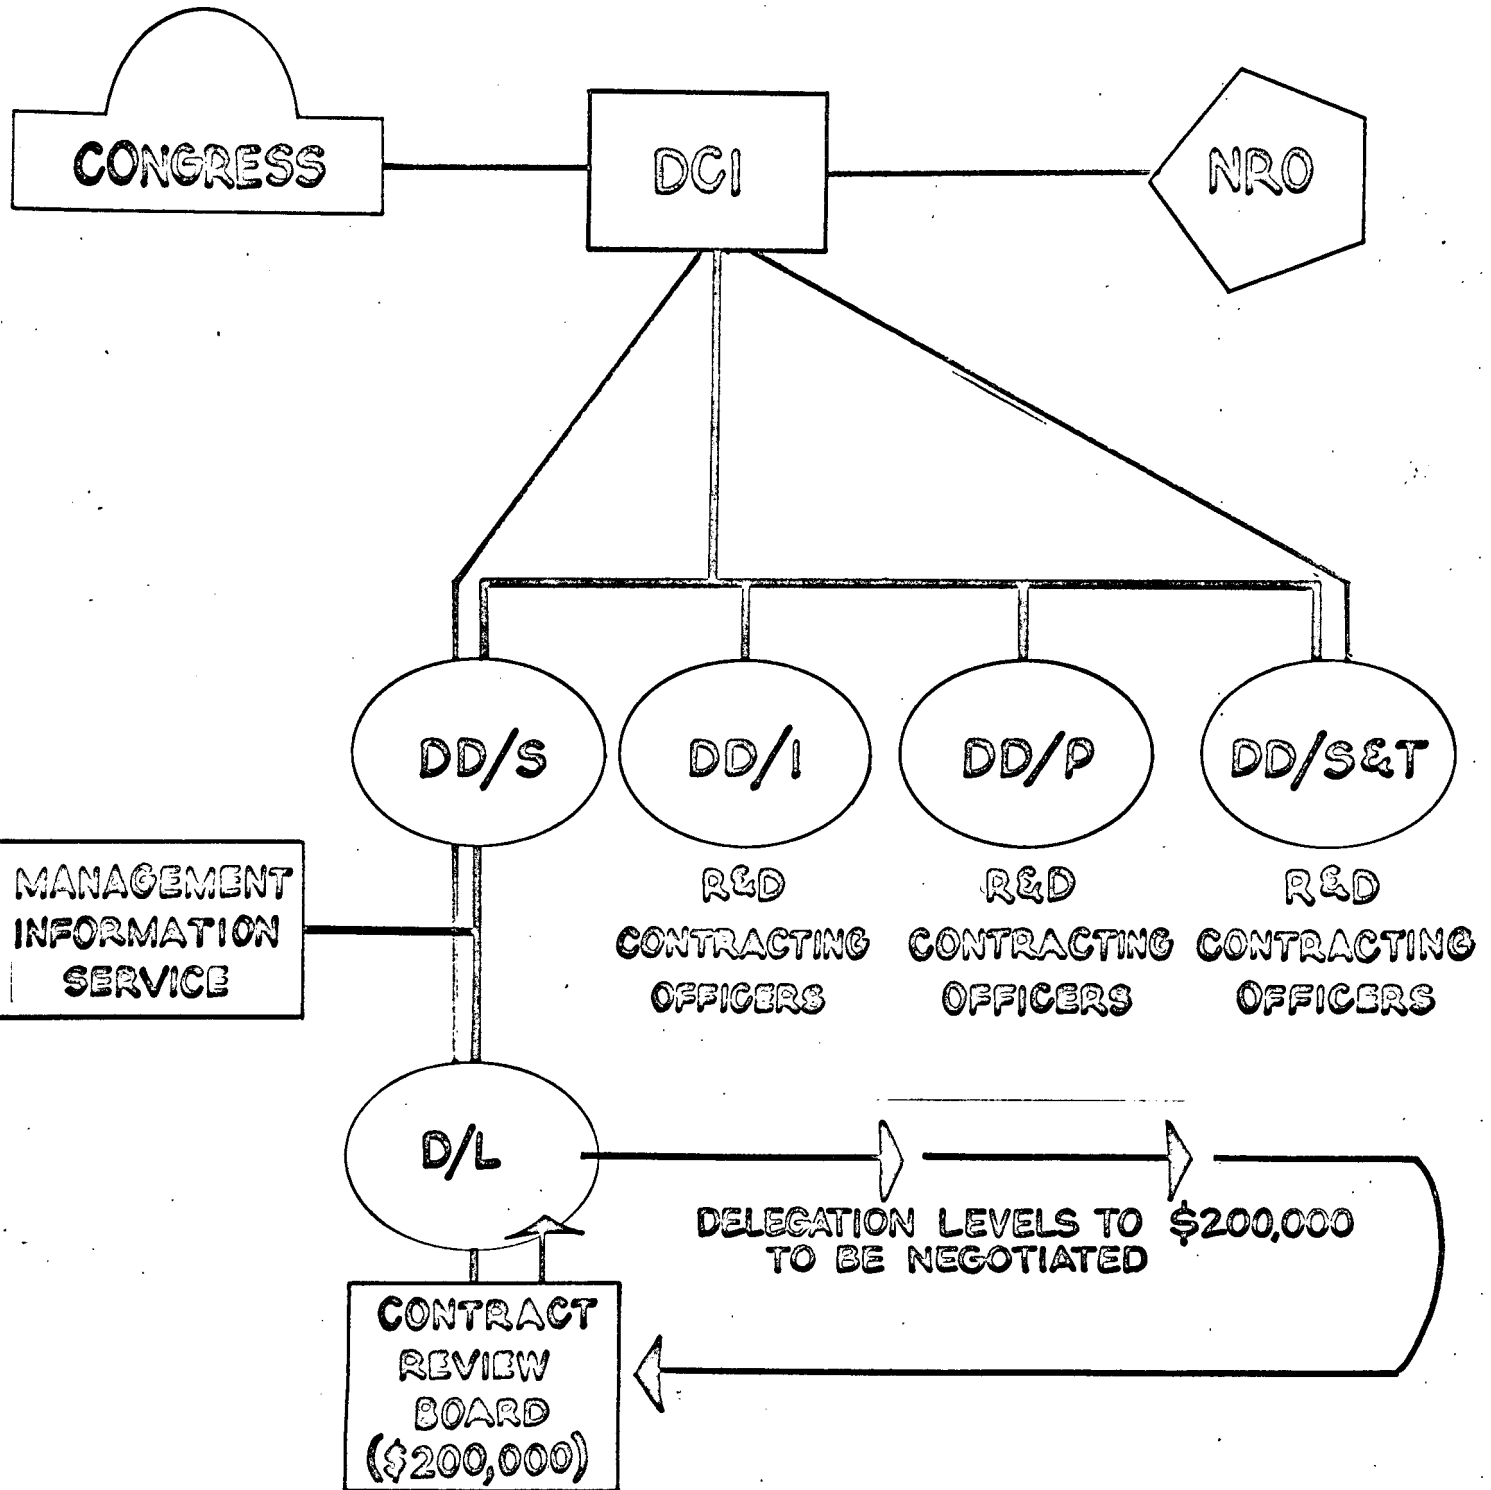 CONGRESS
DCI
NRO
DD/S
DD/I
DD/P
DD/S&T
MANAGEMENT
INFORMATION
SERVICE
R&D
CONTRACTING
OFFICERS
R&D
CONTRACTING
OFFICERS
R&D
CONTRACTING
OFFICERS
D/L
DELEGATION LEVELS TO $200,000
TO BE NEGOTIATED
CONTRACT
REVIEW
BOARD
($200,000)